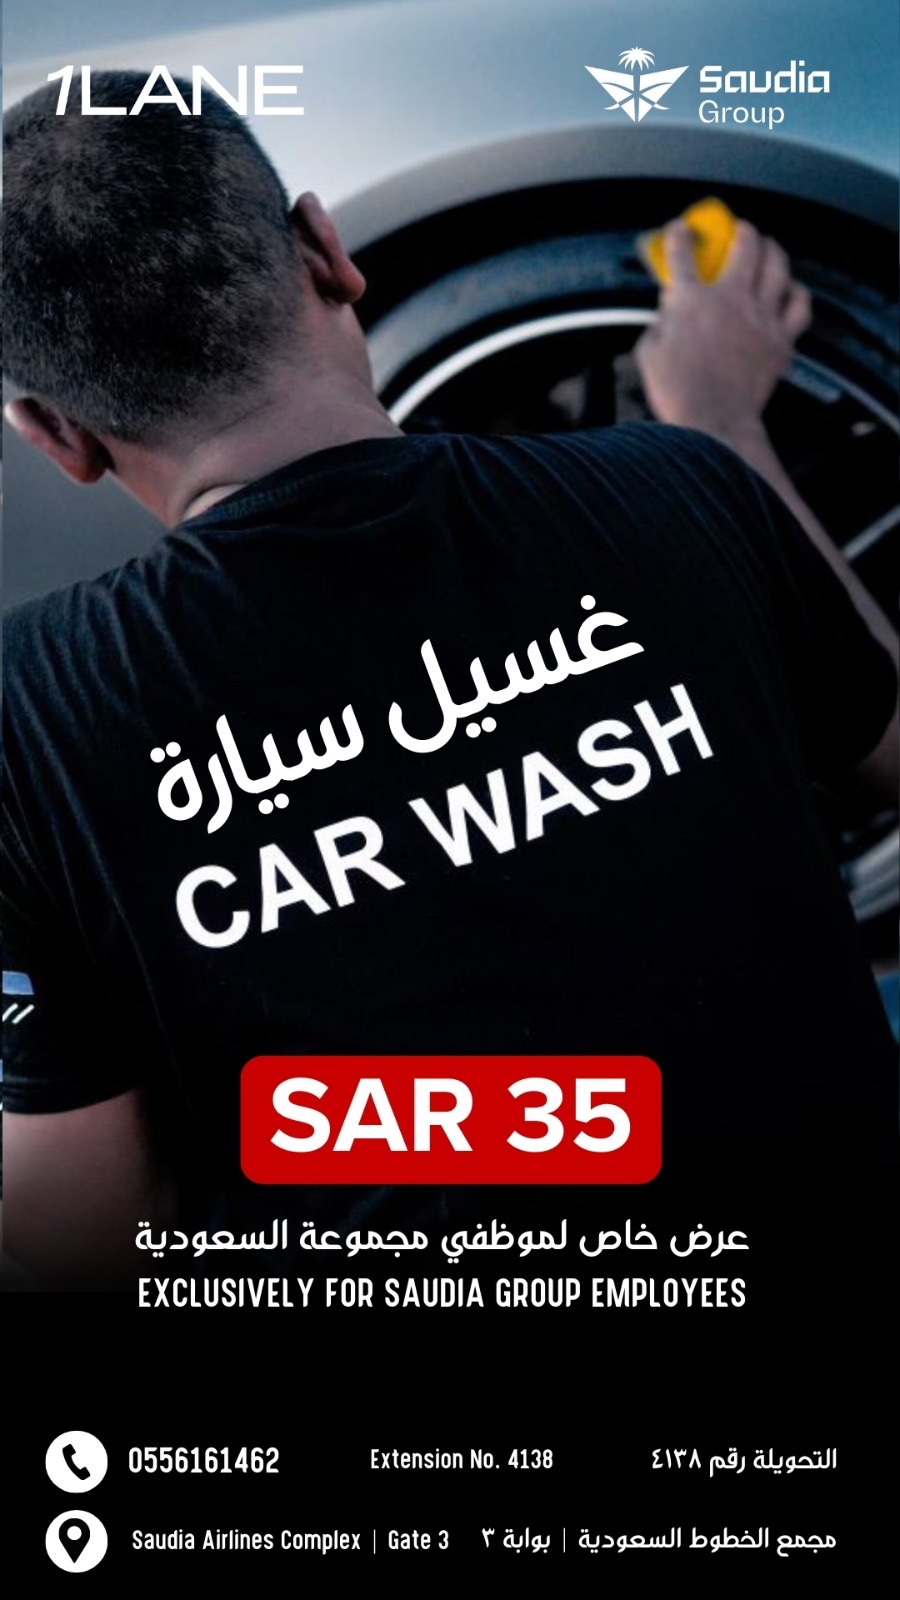 1LANE
Saudia
Group
غسيل سيارة
CAR WASH
SAR 35
عرض خاص لموظفي مجموعة السعودية
EXCLUSIVELY FOR SAUDIA GROUP EMPLOYEES
0556161462 Extension No. 4138 التحويلة رقم ٤١٣٨
Saudia Airlines Complex | Gate 3 مجمع الخطوط السعودية | بوابة ٣